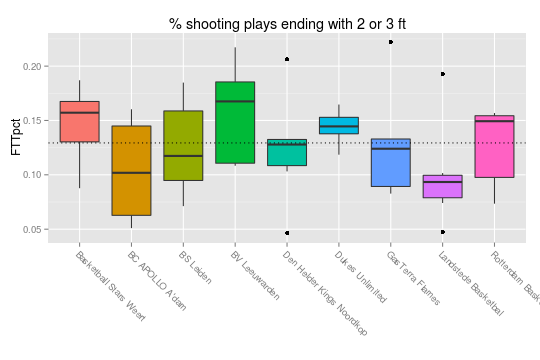 % shooting plays ending with 2 or 3 ft
FTTpct
0.20
0.15
0.10
0.05
Basketball Stars Weert
BC APOLLO A'dam
BS Leiden
BV Leeuwarden
Den Helder Kings Noordkop
Dukes Unlimited
GasTerra Flames
Landstede Basketbal
Rotterdam Bask